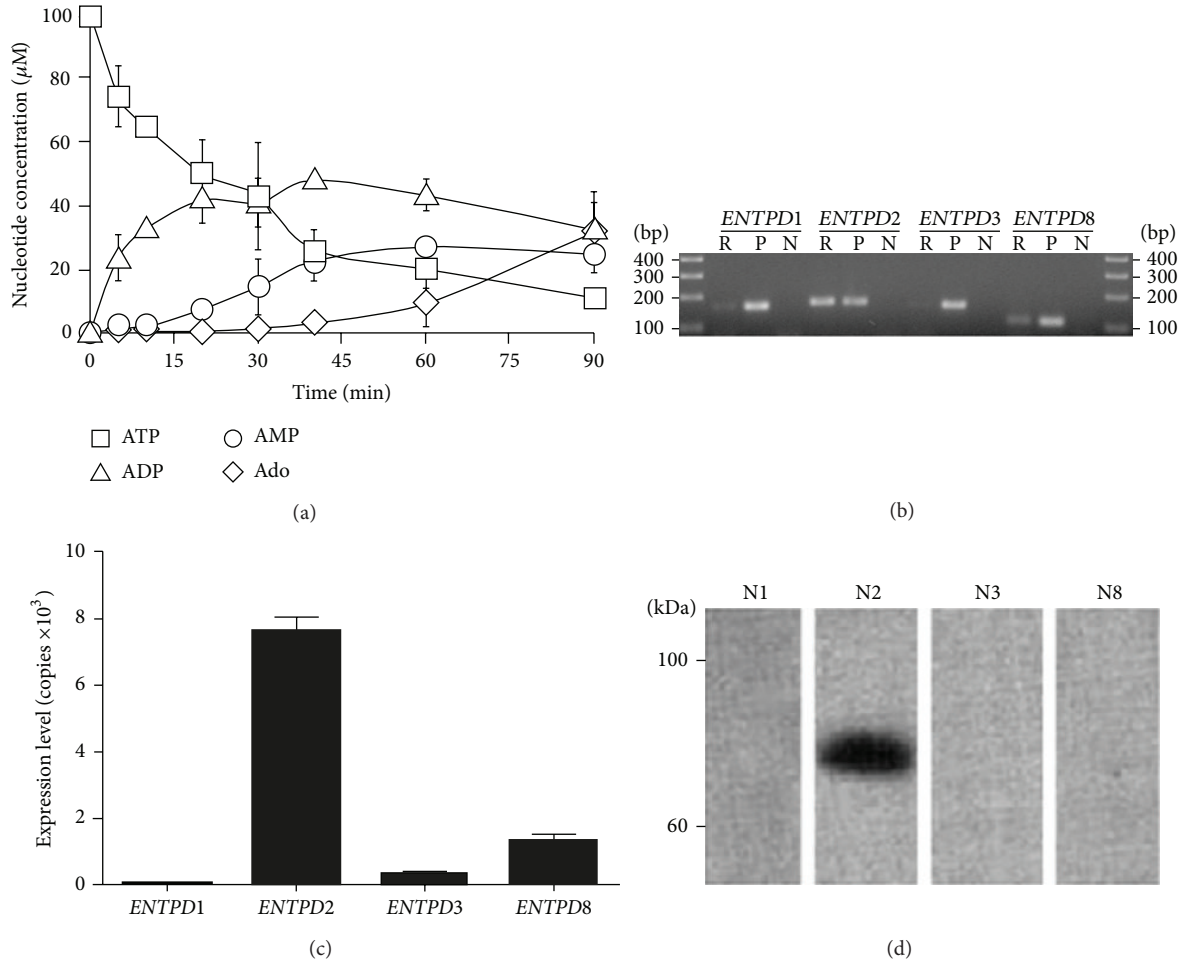 100
80
60
40
20
0
Nucleotide concentration (μM)
0 15 30 45 60 75 90
Time (min)
ATP AMP
ADP Ado
(a)
ENTPD1 ENTPD2 ENTPD3 ENTPD8
(bp) R P N R P N R P N R P N (bp)
400 400
300 300
200 200
100 100
(b)
10
8
6
4
2
0
Expression level (copies ×10³)
ENTPD1 ENTPD2 ENTPD3 ENTPD8
(c)
N1 N2 N3 N8
(kDa)
100
60
(d)